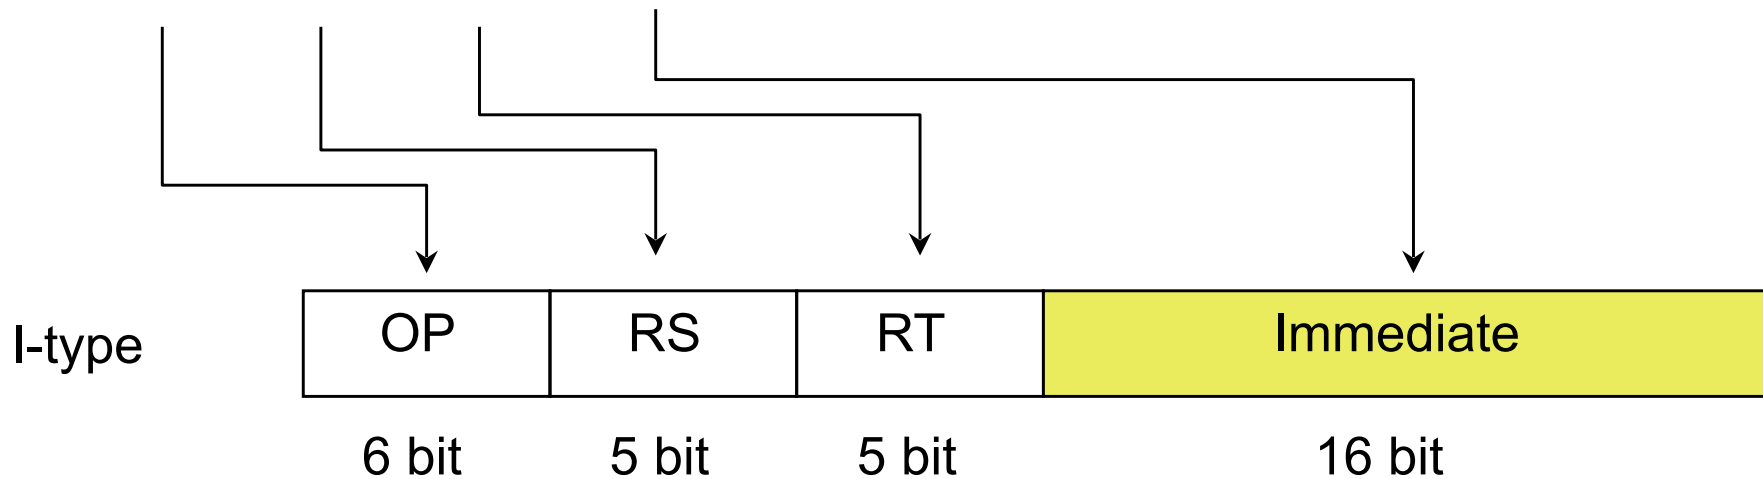 I-type OP RS RT Immediate
6 bit 5 bit 5 bit 16 bit